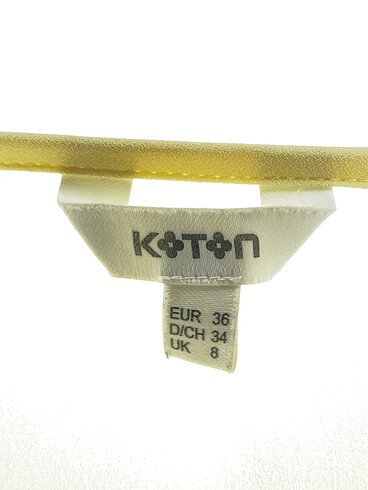 KOTON
EUR 36
D/CH 34
UK 8